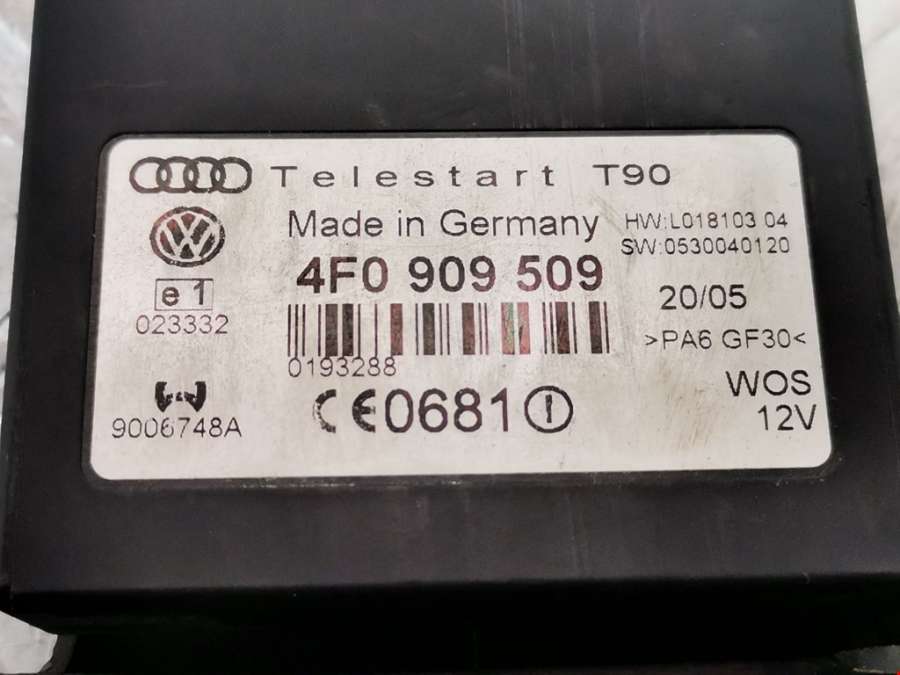 Telestart T90
Made in Germany
HW:L018103 04
SW:0530040120
4F0 909 509
e1
023332
20/05
0193288
>PA6 GF30<
9006748A
CE0681
WOS
12V